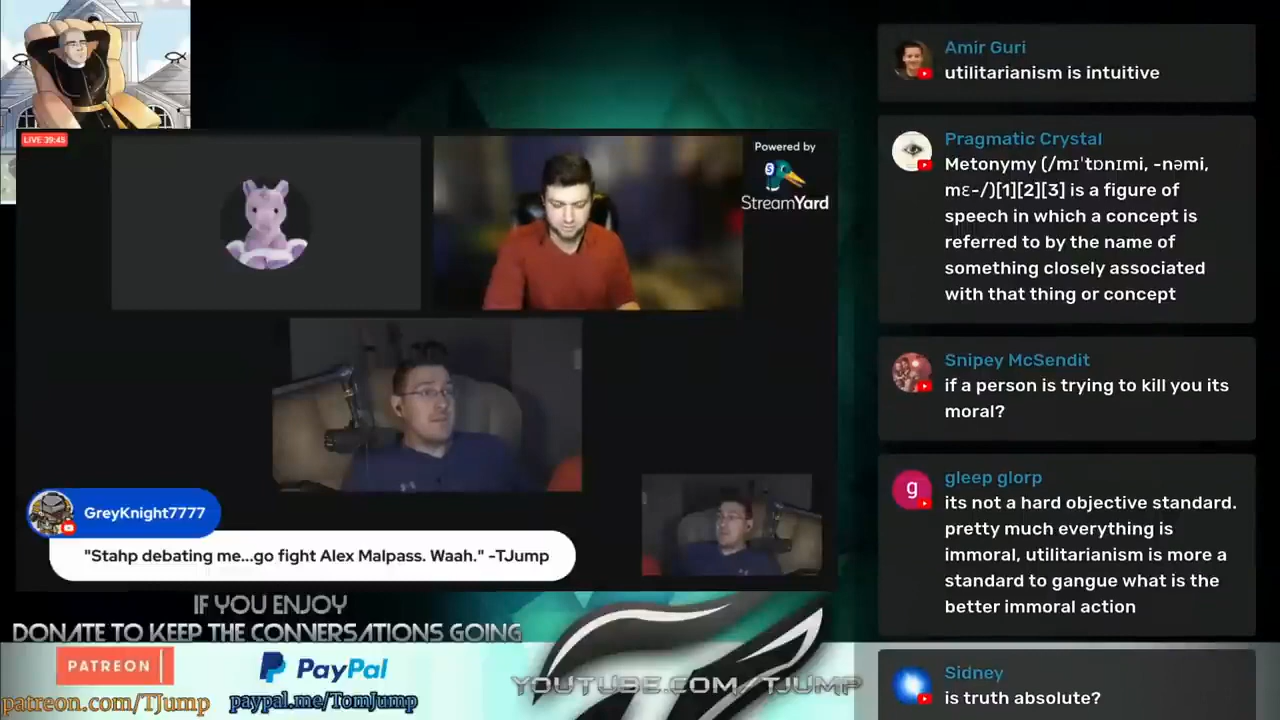 LIVE 39:45
Powered by
StreamYard
GreyKnight7777
"Stahp debating me...go fight Alex Malpass. Waah." -TJump
IF YOU ENJOY
DONATE TO KEEP THE CONVERSATIONS GOING
PATREON
PayPal
patreon.com/TJump
paypal.me/TomJump
YOUTUBE.COM/TJUMP
Amir Guri
utilitarianism is intuitive
Pragmatic Crystal
Metonymy (/mɪˈtɒnɪmi, -nəmi,
mɛ-/)[1][2][3] is a figure of
speech in which a concept is
referred to by the name of
something closely associated
with that thing or concept
Snipey McSendit
if a person is trying to kill you its
moral?
gleep glorp
g
its not a hard objective standard.
pretty much everything is
immoral, utilitarianism is more a
standard to gangue what is the
better immoral action
Sidney
is truth absolute?